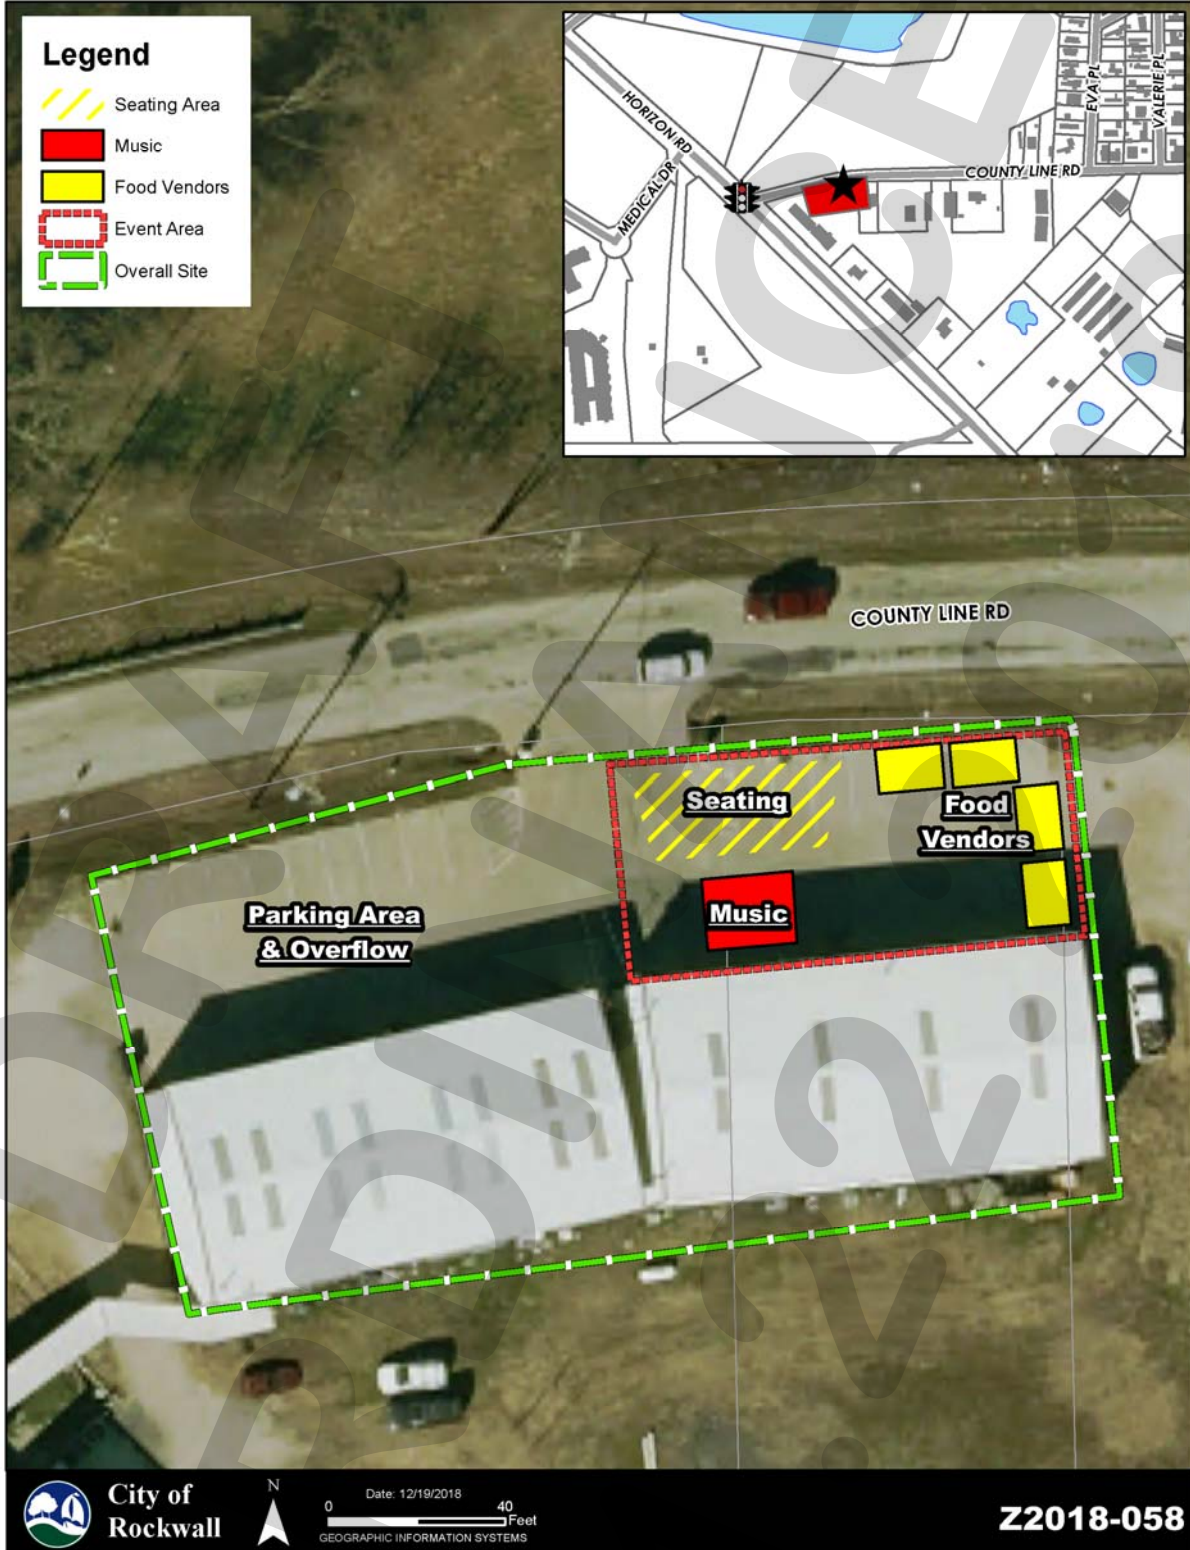 Legend
Seating Area
Music
Food Vendors
Event Area
Overall Site
HORIZON RD
MEDICAL DR
COUNTY LINE RD
EVA PL
VALERIE PL
COUNTY LINE RD
Seating
Food
Vendors
Music
Parking Area
& Overflow
City of
Rockwall
N
Date: 12/19/2018
0 40
Feet
GEOGRAPHIC INFORMATION SYSTEMS
Z2018-058
DRAFT